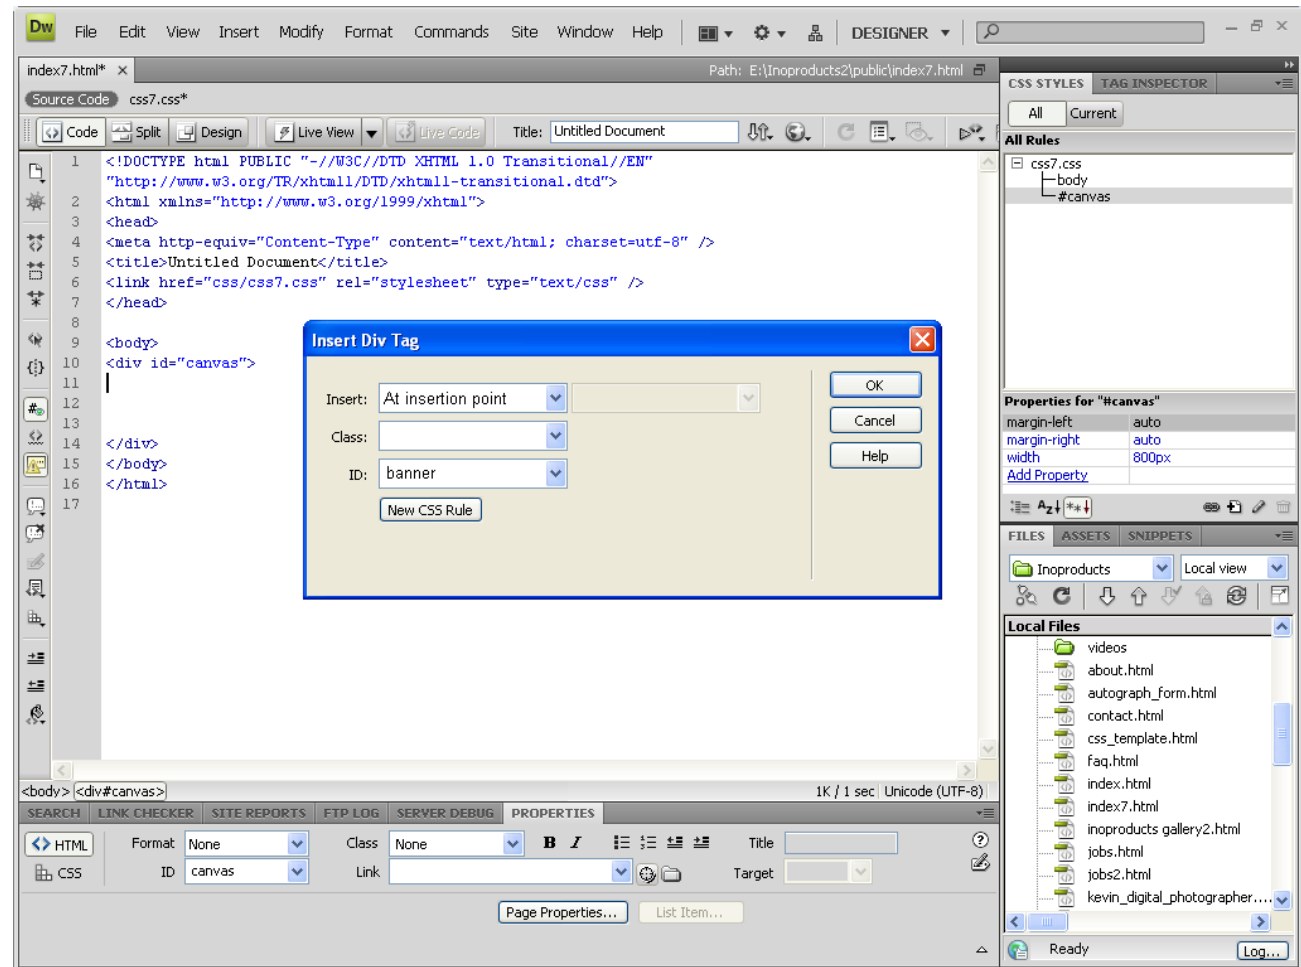 Dw File Edit View Insert Modify Format Commands Site Window Help DESIGNER
index7.html* Path: E:\Inoproducts2\public\index7.html
Source Code css7.css*
Code Split Design Live View Live Code Title: Untitled Document
1 <!DOCTYPE html PUBLIC "-//W3C//DTD XHTML 1.0 Transitional//EN"
"http://www.w3.org/TR/xhtml1/DTD/xhtml1-transitional.dtd">
2 <html xmlns="http://www.w3.org/1999/xhtml">
3 <head>
4 <meta http-equiv="Content-Type" content="text/html; charset=utf-8" />
5 <title>Untitled Document</title>
6 <link href="css/css7.css" rel="stylesheet" type="text/css" />
7 </head>
8
9 <body>
10 <div id="canvas">
11
12
13
14 </div>
15 </body>
16 </html>
17
Insert Div Tag
Insert: At insertion point
Class:
ID: banner
New CSS Rule
OK
Cancel
Help
<body> <div#canvas> 1K / 1 sec Unicode (UTF-8)
SEARCH LINK CHECKER SITE REPORTS FTP LOG SERVER DEBUG PROPERTIES
HTML Format None Class None B I Title
CSS ID canvas Link Target
Page Properties... List Item...
CSS STYLES TAG INSPECTOR
All Current
All Rules
css7.css
body
#canvas
Properties for "#canvas"
margin-left auto
margin-right auto
width 800px
Add Property
FILES ASSETS SNIPPETS
Inoproducts Local view
Local Files
videos
about.html
autograph_form.html
contact.html
css_template.html
faq.html
index.html
index7.html
inoproducts gallery2.html
jobs.html
jobs2.html
kevin_digital_photographer....
Ready Log...